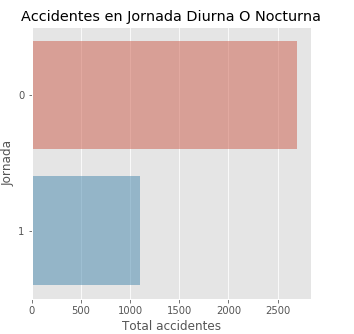 Accidentes en Jornada Diurna O Nocturna
Jornada
0
1
0 500 1000 1500 2000 2500
Total accidentes